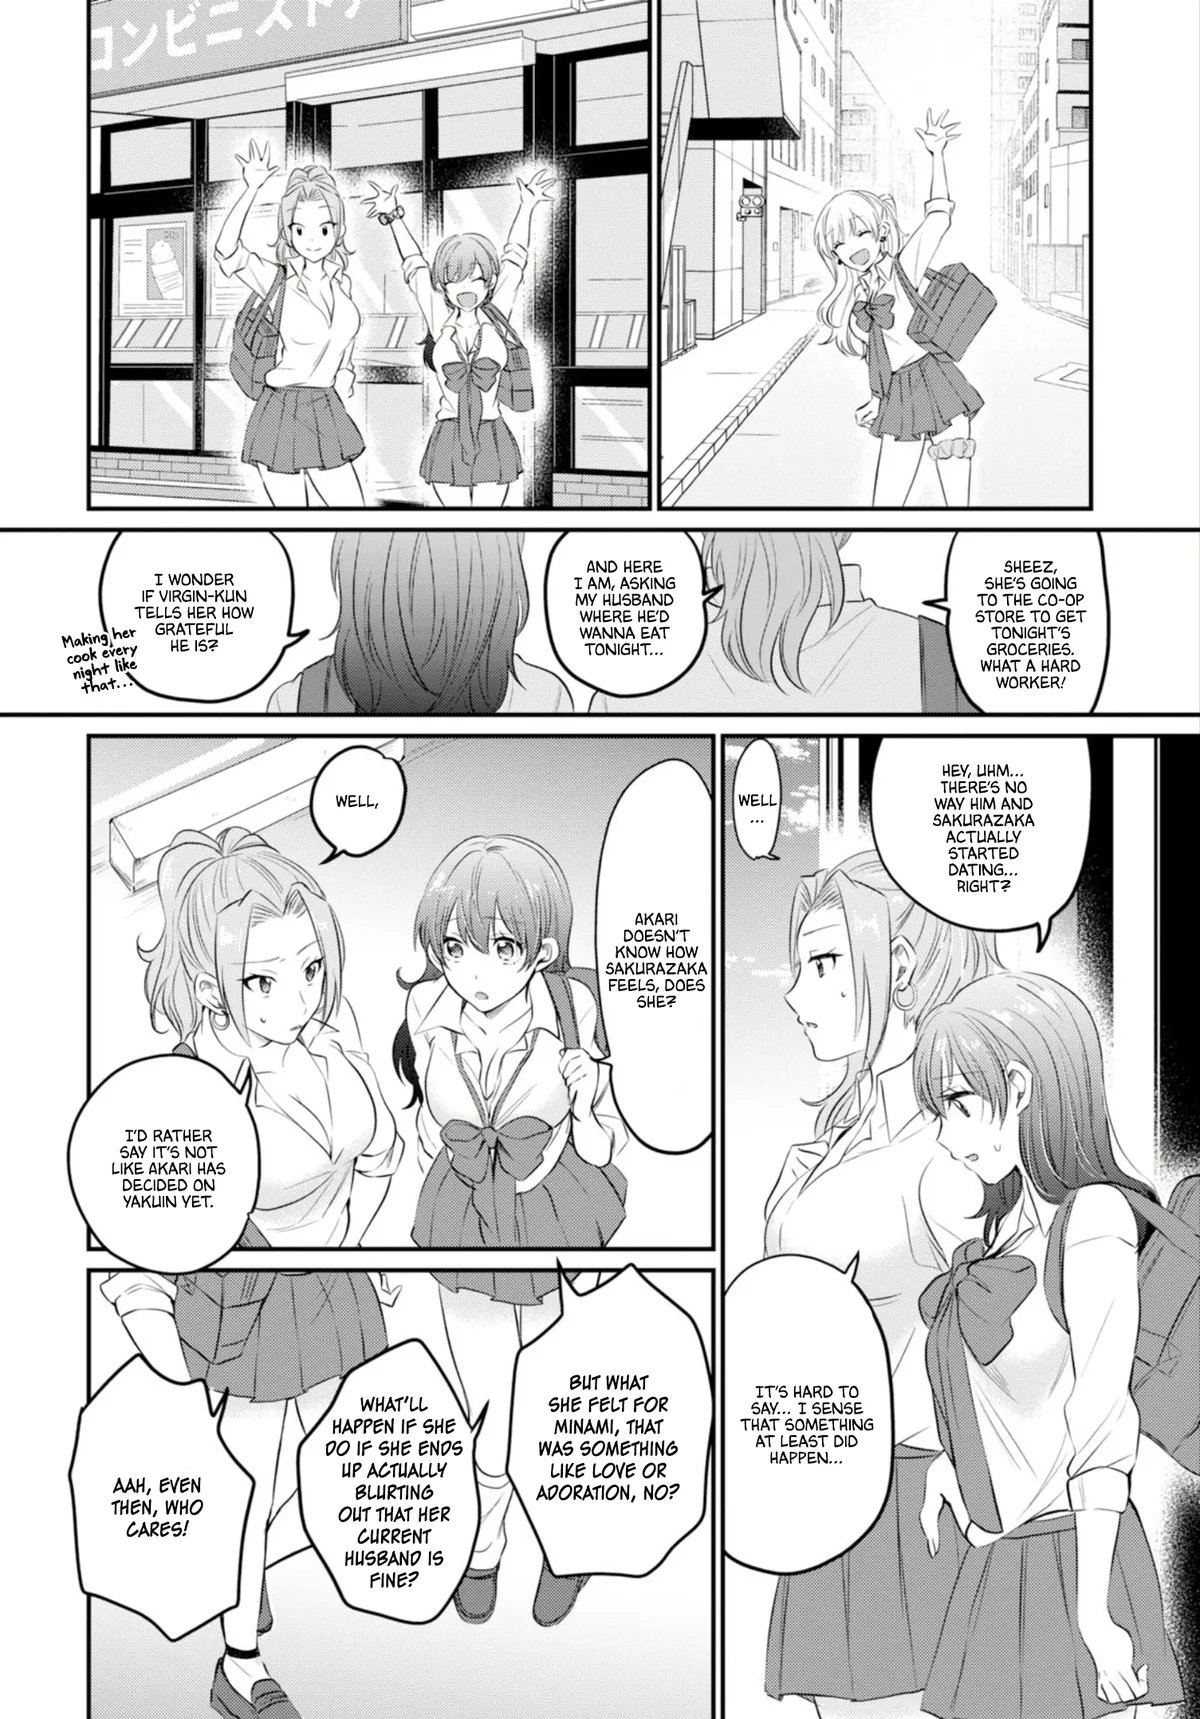 コンビニスト
SHEEZ,
SHE'S GOING
TO THE CO-OP
STORE TO GET
TONIGHT'S
GROCERIES.
WHAT A HARD
WORKER!
AND HERE
I AM, ASKING
MY HUSBAND
WHERE HE'D
WANNA EAT
TONIGHT...
I WONDER
IF VIRGIN-KUN
TELLS HER HOW
GRATEFUL
HE IS?
Making her
cook every
night like
that...
HEY, UHM...
THERE'S NO
WAY HIM AND
SAKURAZAKA
ACTUALLY
STARTED
DATING...
RIGHT?
WELL
...
IT'S HARD TO
SAY... I SENSE
THAT SOMETHING
AT LEAST DID
HAPPEN...
AKARI
DOESN'T
KNOW HOW
SAKURAZAKA
FEELS, DOES
SHE?
WELL,
I'D RATHER
SAY IT'S NOT
LIKE AKARI HAS
DECIDED ON
YAKUIN YET.
BUT WHAT
SHE FELT FOR
MINAMI, THAT
WAS SOMETHING
LIKE LOVE OR
ADORATION, NO?
WHAT'LL
HAPPEN IF SHE
DO IF SHE ENDS
UP ACTUALLY
BLURTING
OUT THAT HER
CURRENT
HUSBAND IS
FINE?
AAH, EVEN
THEN, WHO
CARES!